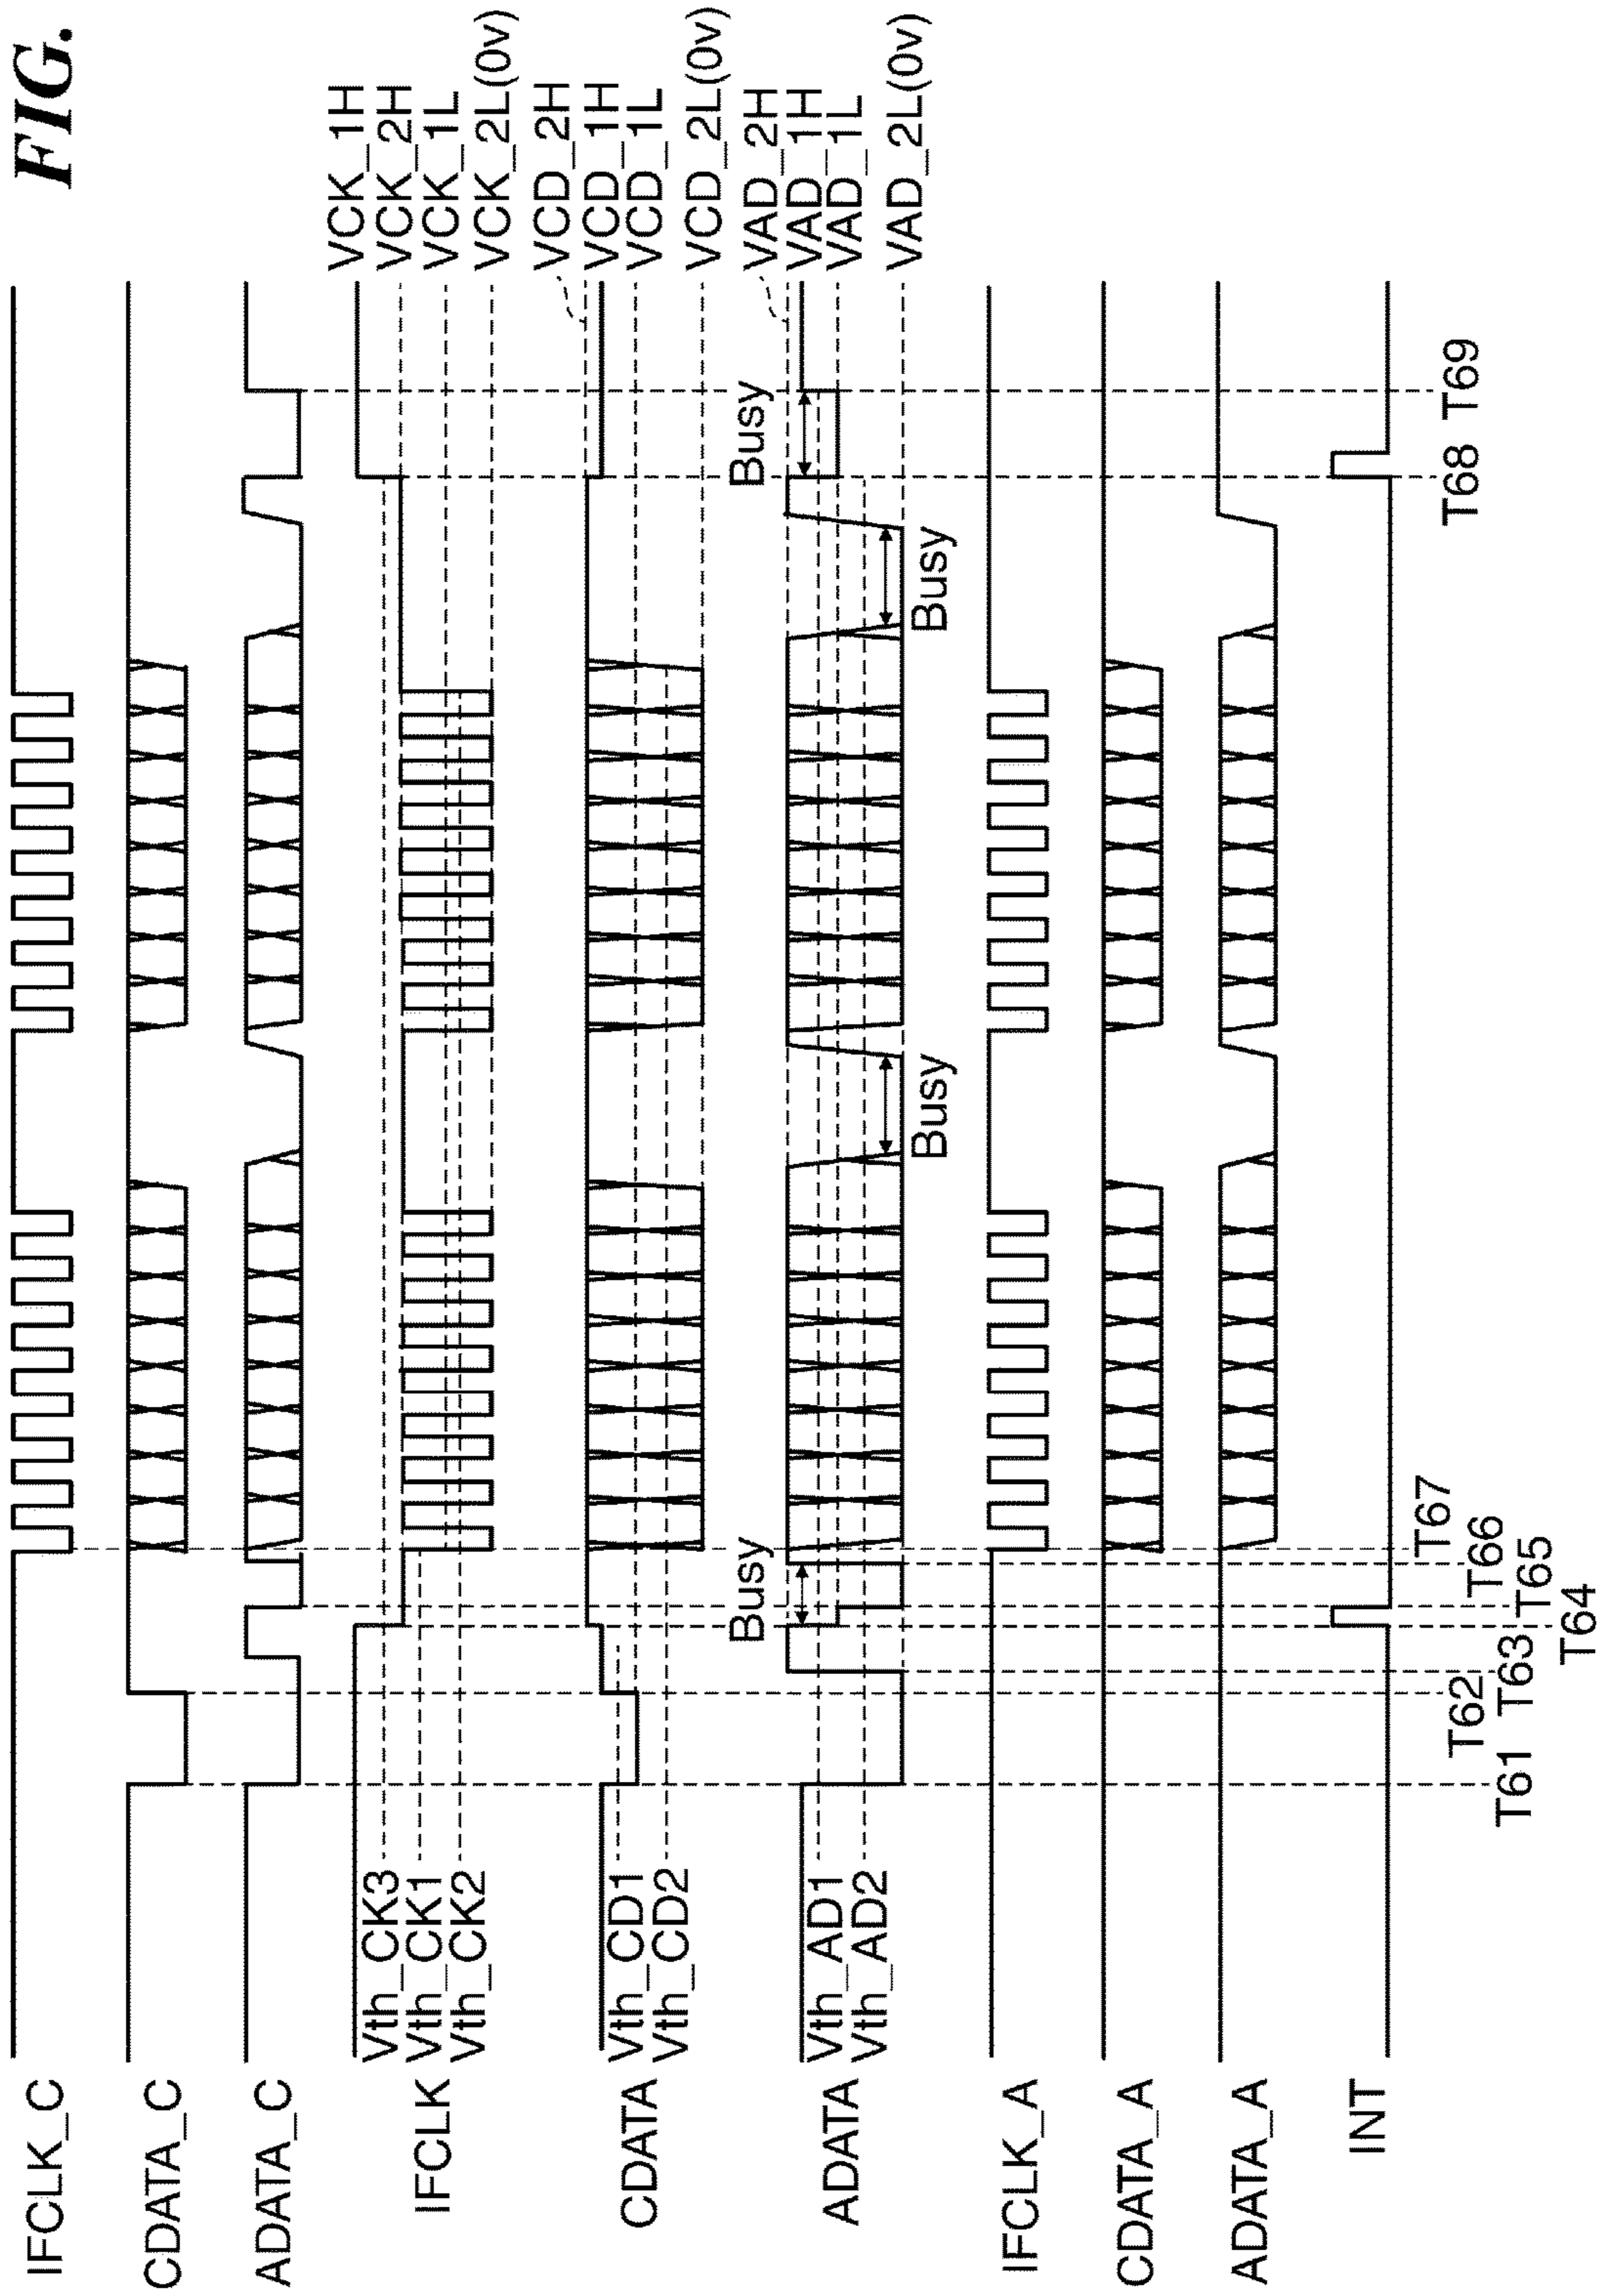 FIG.
IFCLK_C
CDATA_C
ADATA_C
Vth_CK3
Vth_CK1
Vth_CK2
IFCLK
VCK_1H
VCK_2H
VCK_1L
VCK_2L(0v)
Vth_CD1
Vth_CD2
CDATA
VCD_2H
VCD_1H
VCD_1L
VCD_2L(0v)
Busy
Busy
Vth_AD1
Vth_AD2
ADATA
VAD_2H
VAD_1H
VAD_1L
VAD_2L(0v)
Busy
Busy
IFCLK_A
CDATA_A
ADATA_A
INT
T61
T62
T63
T64
T65
T66
T67
T68
T69